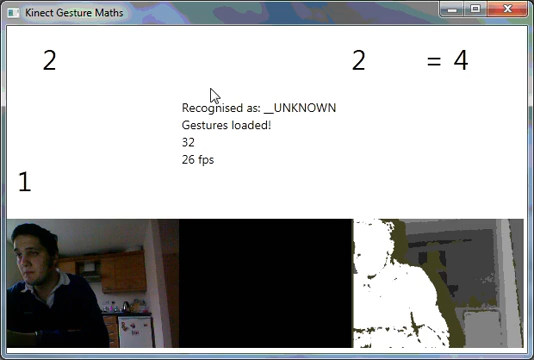 Kinect Gesture Maths
2 2 = 4
Recognised as: __UNKNOWN
Gestures loaded!
32
26 fps
1